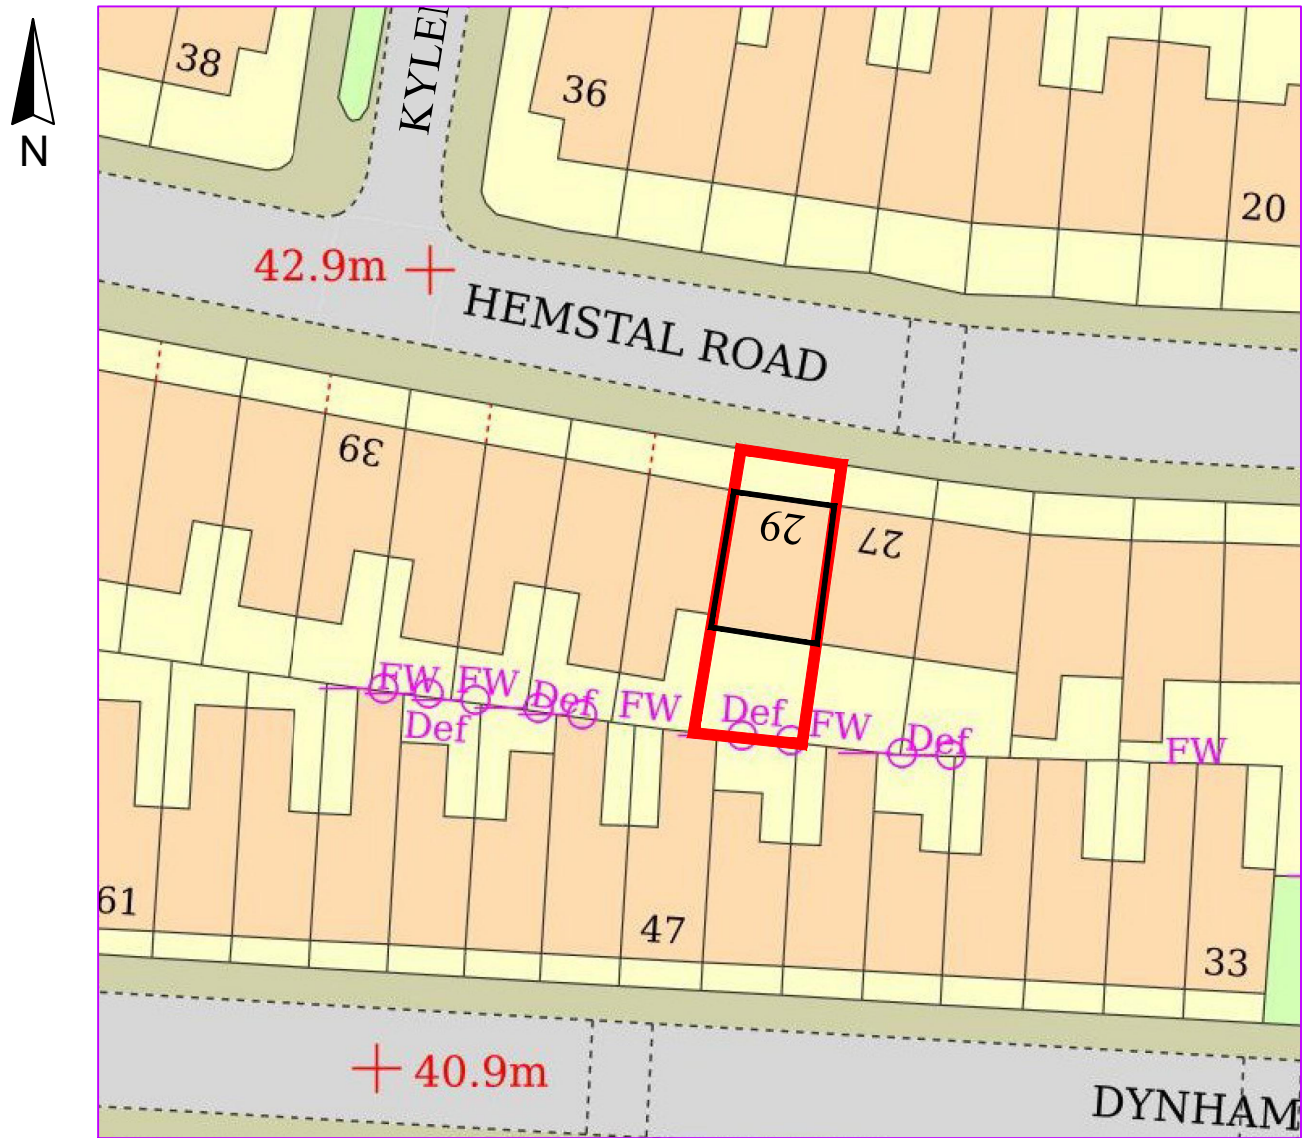 38
36
KYLE
N
20
42.9m
HEMSTAL ROAD
39
29
27
FW
FW
Def
FW
Def
FW
Def
Def
FW
61
47
33
40.9m
DYNHAM